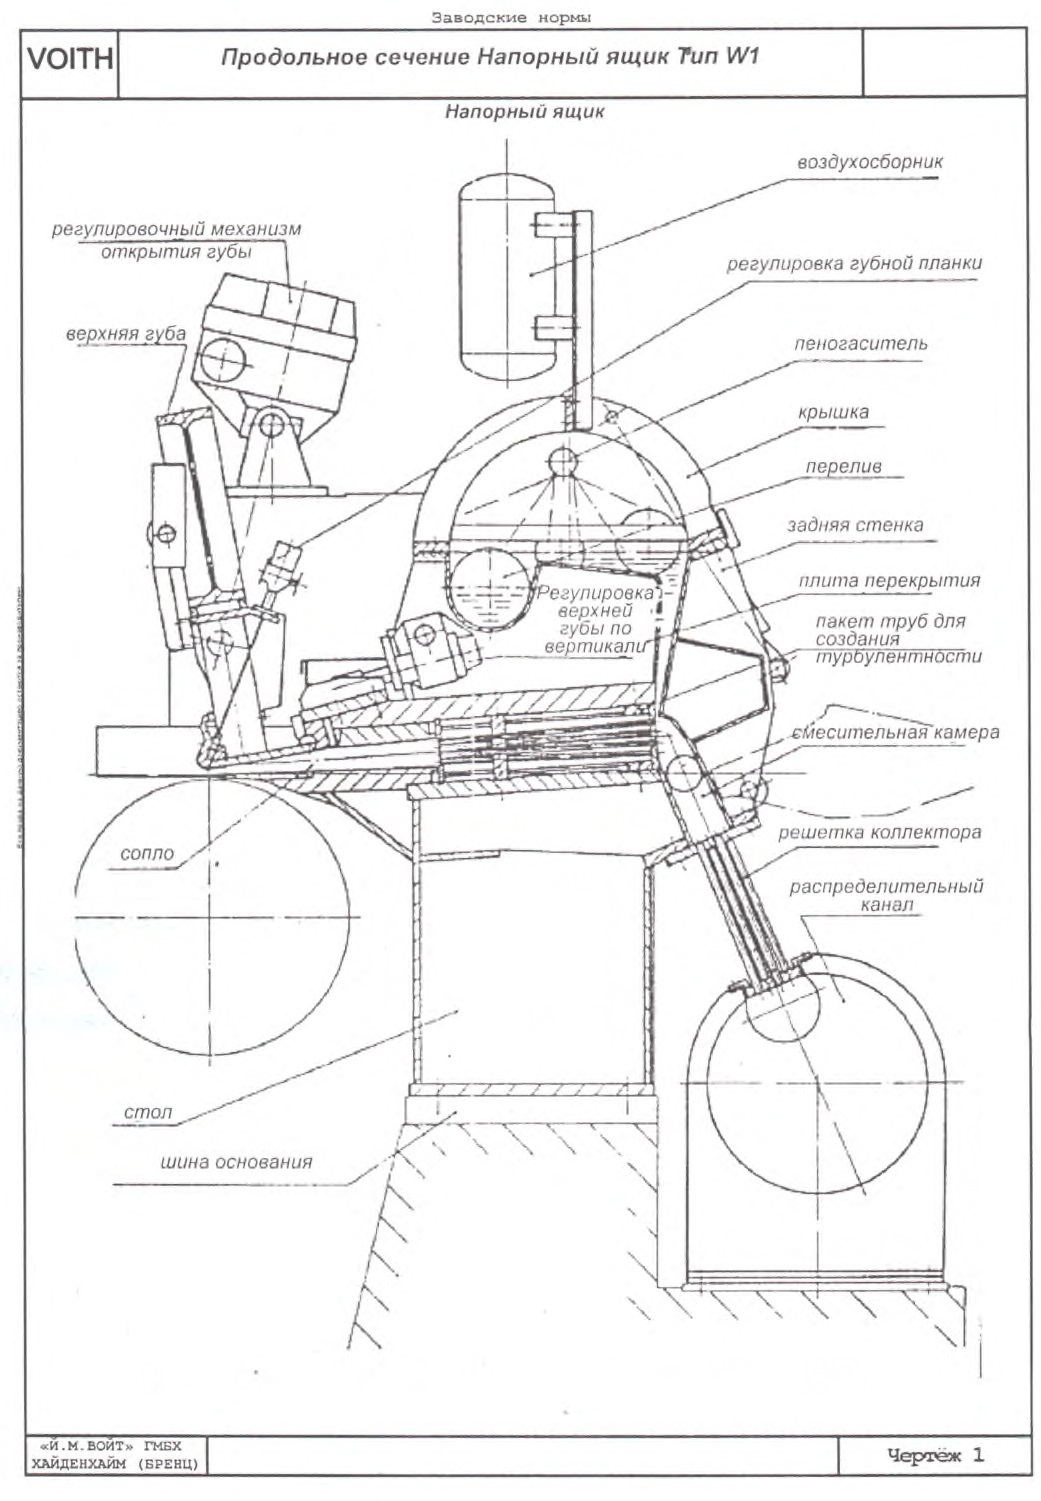 Заводские нормы
VOITH
Продольное сечение Напорный ящик Тип W1
Напорный ящик
воздухосборник
регулировочный механизм
открытия губы
регулировка губной планки
верхняя губа
пеногаситель
крышка
перелив
задняя стенка
плита перекрытия
Регулировка
верхней
губы по
вертикали
пакет труб для
создания
турбулентности
смесительная камера
решетка коллектора
сопло
распределительный
канал
стол
шина основания
«Й.М.ВОЙТ» ГМБХ
ХАЙДЕНХАЙМ (БРЕНЦ)
Чертёж 1